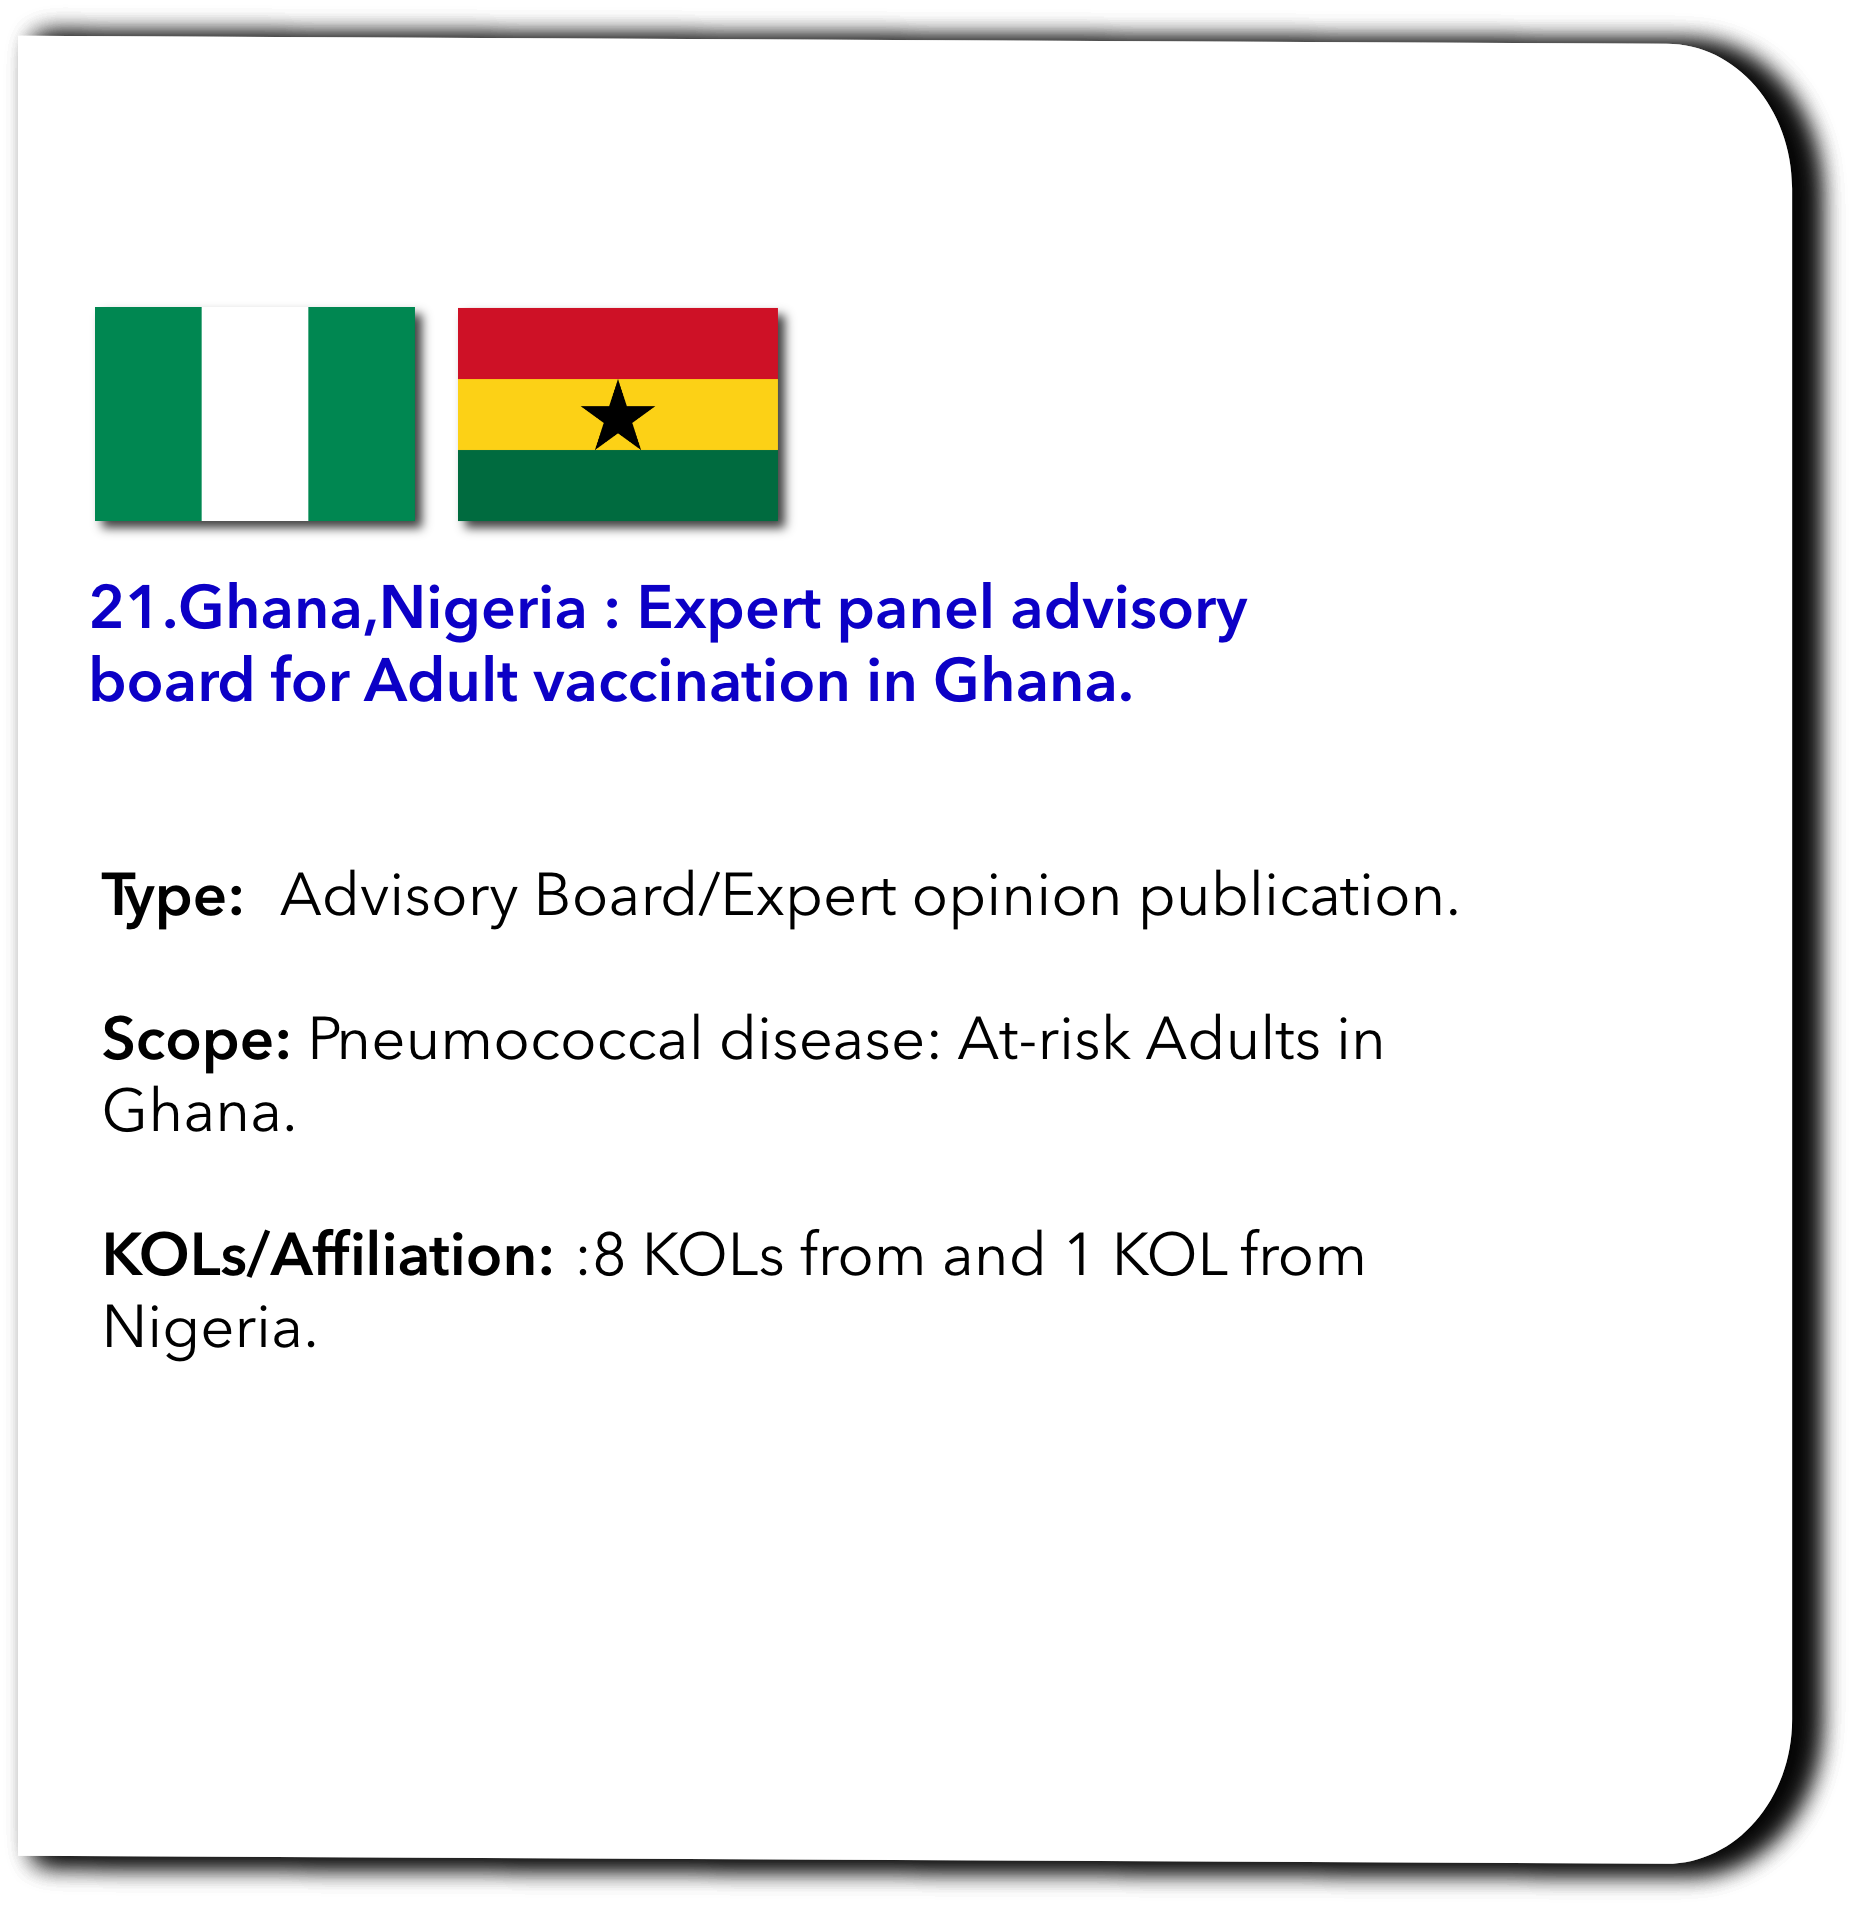 21.Ghana,Nigeria : Expert panel advisory
board for Adult vaccination in Ghana.
Type: Advisory Board/Expert opinion publication.
Scope: Pneumococcal disease: At-risk Adults in
Ghana.
KOLs/Affiliation: :8 KOLs from and 1 KOL from
Nigeria.